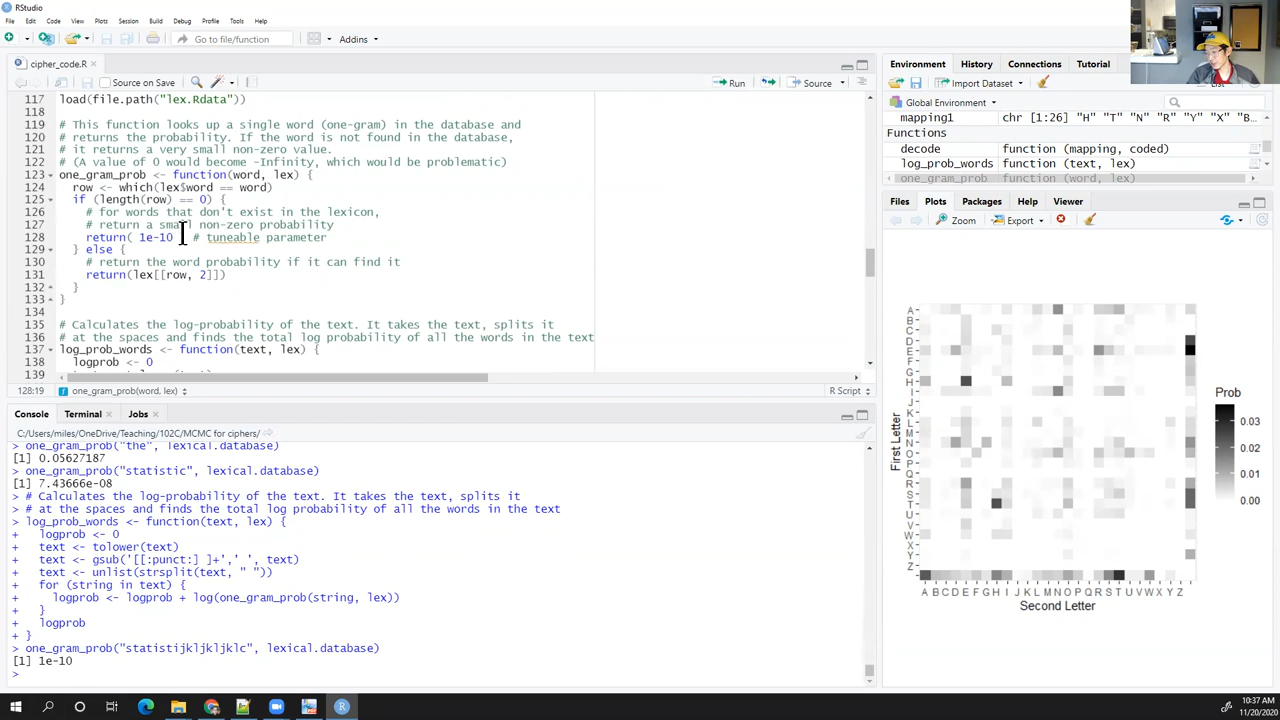 RStudio
File Edit Code View Plots Session Build Debug Profile Tools Help
Go to file/function Addins
cipher_code.R
Source on Save Run Source
117 load(file.path("lex.Rdata"))
118
119 # This function looks up a single word (one-gram) in the database and
120 # returns the probability. If the word is not found in the database,
121 # it returns a very small non-zero value.
122 # (A value of 0 would become -Infinity, which would be problematic)
123 one_gram_prob <- function(word, lex) {
124 row <- which(lex$word == word)
125 if (length(row) == 0) {
126 # for words that don't exist in the lexicon,
127 # return a small non-zero probability
128 return( 1e-10 # tuneable parameter
129 } else {
130 # return the word probability if it can find it
131 return(lex[[row, 2]])
132 }
133 }
134
135 # Calculates the log-probability of the text. It takes the text, splits it
136 # at the spaces and finds the total log probability of all the words in the text
137 log_prob_words <- function(text, lex) {
138 logprob <- 0
139
128:19 one_gram_prob(word, lex) R Script
Console Terminal Jobs
C:/Users/miles/OneDrive/Teaching/102C/MCMC for ciphers/
> one_gram_prob("the", lexical.database)
[1] 0.05627187
> one_gram_prob("statistic", lexical.database)
[1] 7.43666e-08
> # Calculates the log-probability of the text. It takes the text, splits it
> # at the spaces and finds the total log probability of all the words in the text
> log_prob_words <- function(text, lex) {
+ logprob <- 0
+ text <- tolower(text)
+ text <- gsub('[[:punct:] ]+',' ', text)
+ text <- unlist(strsplit(text, " "))
+ for (string in text) {
+ logprob <- logprob + log(one_gram_prob(string, lex))
+ }
+ logprob
+ }
> one_gram_prob("statistijkljkljklc", lexical.database)
[1] 1e-10
>
Environment History Connections Tutorial
Import Dataset
Global Environment
mapping1 chr [1:26] "H" "T" "N" "R" "Y" "X" "B...
Functions
decode function (mapping, coded)
log_prob_words function (text, lex)
one_gram_prob function (word, lex)
Files Plots Packages Help Viewer
Zoom Export
A
B
C
D
E
F
G
H
I
J
K
L
M
N
O
P
Q
R
S
T
U
V
W
X
Y
Z
First Letter
A B C D E F G H I J K L M N O P Q R S T U V W X Y Z
Second Letter
Prob
0.03
0.02
0.01
0.00
10:37 AM
11/20/2020